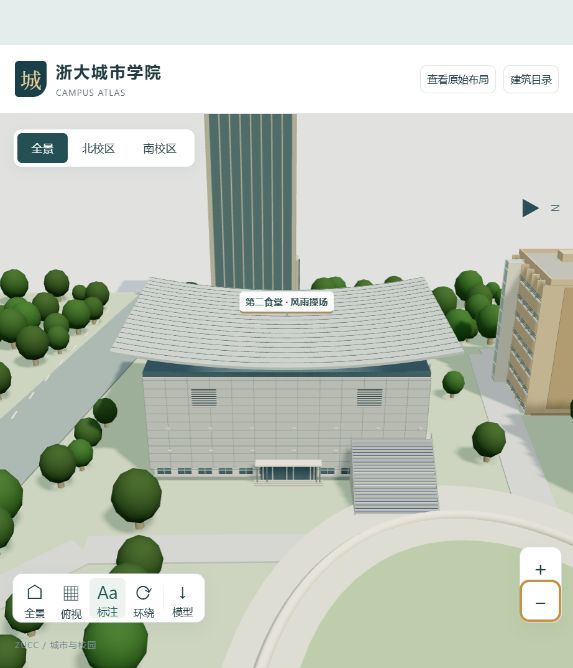 城
浙大城市学院
CAMPUS ATLAS
查看原始布局
建筑目录
全景
北校区
南校区
N
第二食堂·风雨操场
+
−
全景
俯视
Aa
标注
环绕
模型
ZUCC / 城市与校园